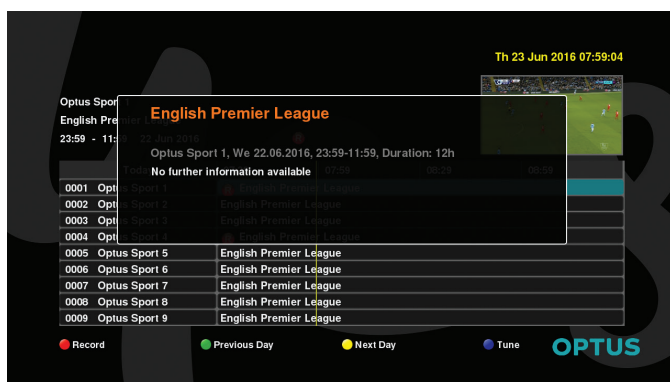 Th 23 Jun 2016 07:59:04
Optus Spor
English Premier
23:59 - 11:59 22 Jun 2016
English Premier League
Optus Sport 1, We 22.06.2016, 23:59-11:59, Duration: 12h
No further information available
Today 07:59 08:29 08:59
0001 Optus Sport 1 English Premier League
0002 Optus Sport 2 English Premier League
0003 Optus Sport 3 English Premier League
0004 Optus Sport 4 English Premier League
0005 Optus Sport 5 English Premier League
0006 Optus Sport 6 English Premier League
0007 Optus Sport 7 English Premier League
0008 Optus Sport 8 English Premier League
0009 Optus Sport 9 English Premier League
Record Previous Day Next Day Tune OPTUS